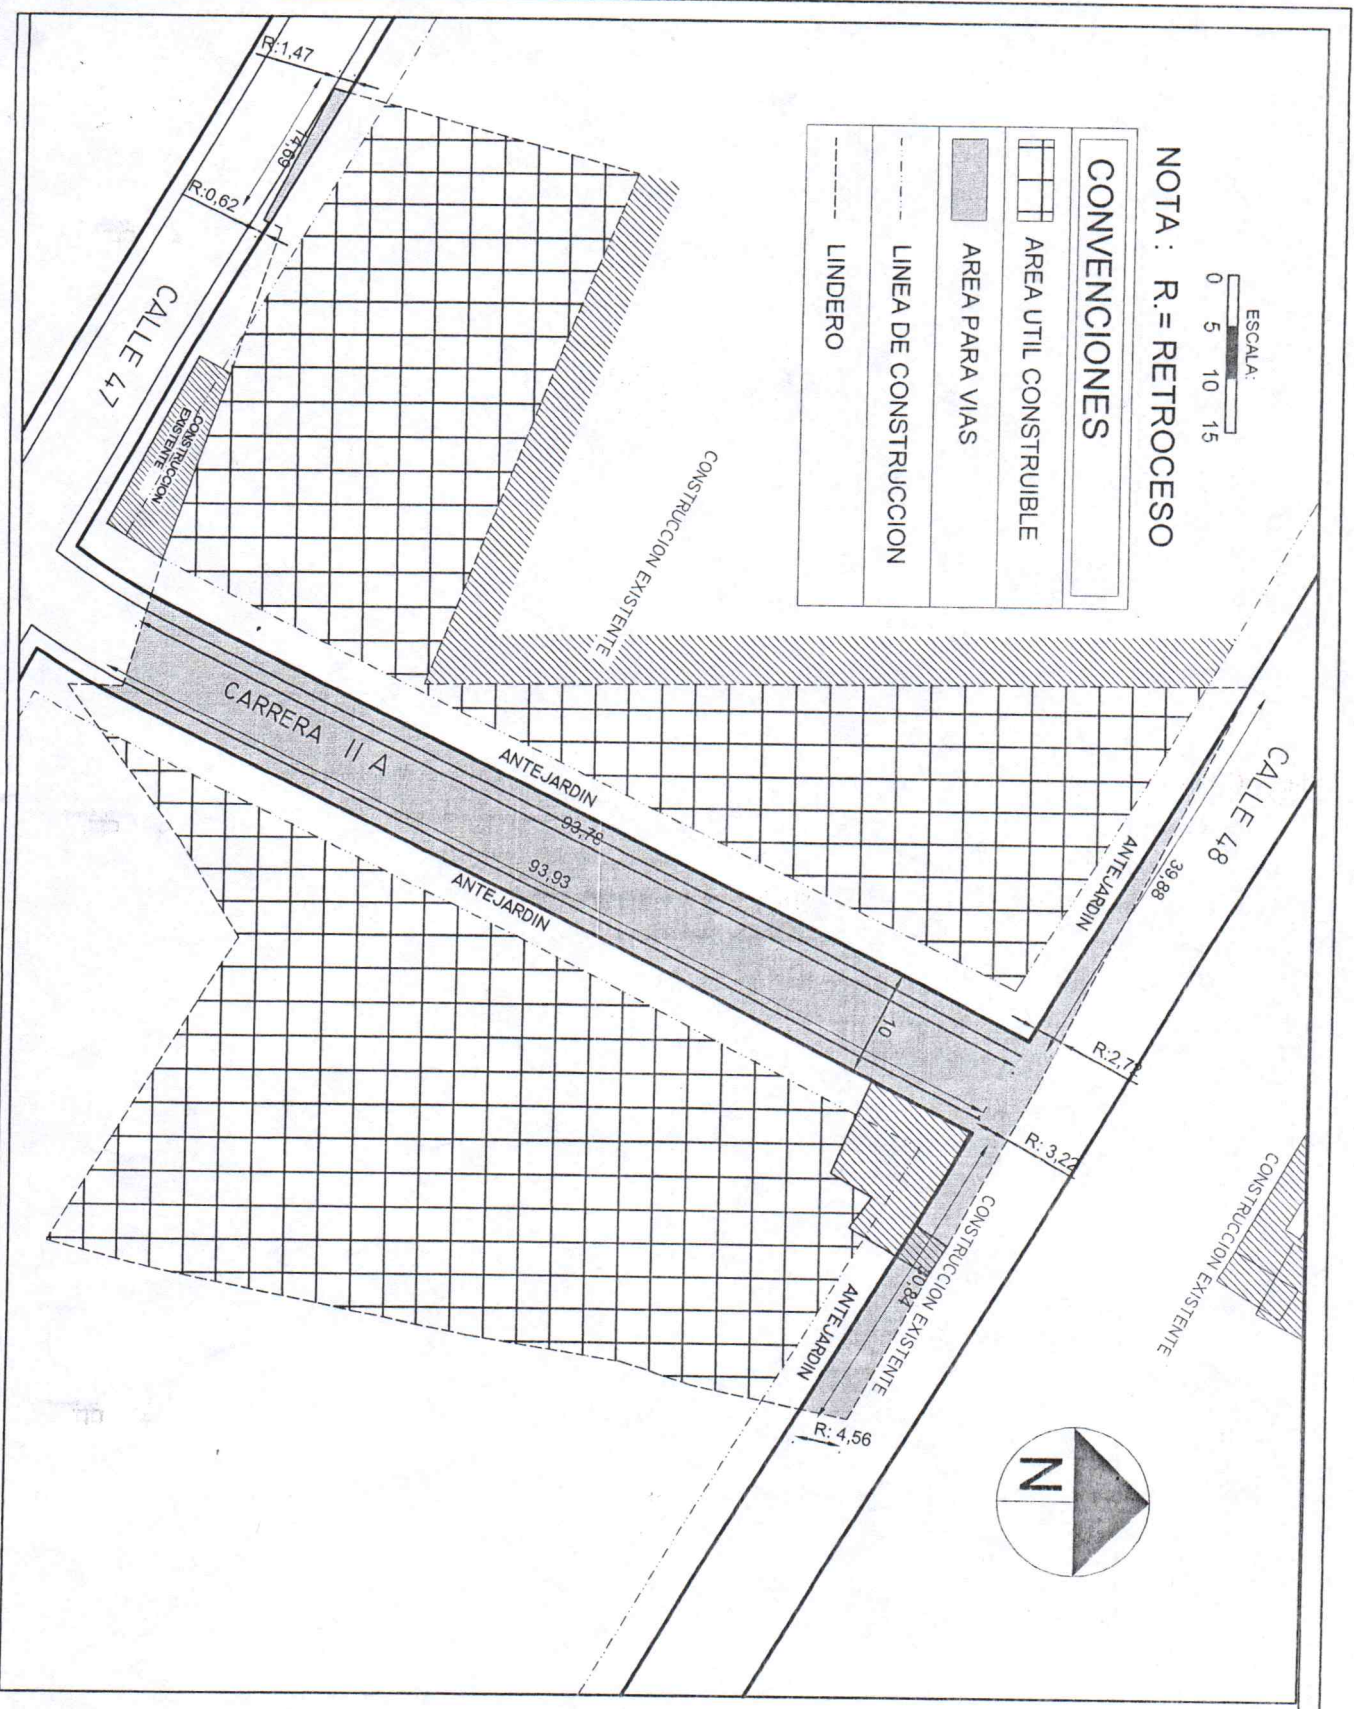 ESCALA:
0 5 10 15
NOTA : R.= RETROCESO
CONVENCIONES
AREA UTIL CONSTRUIBLE
AREA PARA VIAS
LINEA DE CONSTRUCCION
LINDERO
R:1,47
14,69
R:0,62
CALLE 47
CONSTRUCCION
EXISTENTE
CONSTRUCCION EXISTENTE
CARRERA II A
ANTEJARDIN
93,78
93,93
ANTEJARDIN
10
CALLE 48
39,88
ANTEJARDIN
R:2,72
R: 3,22
CONSTRUCCION EXISTENTE
CONSTRUCCION EXISTENTE
ANTEJARDIN
R: 4,56
N